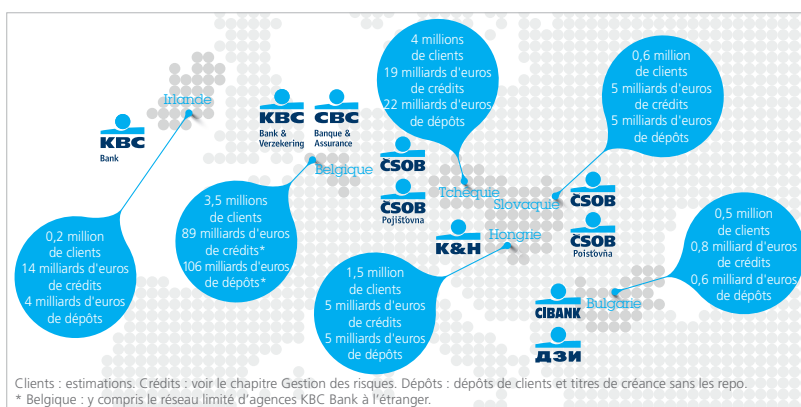 4 millions
de clients
19 milliards d'euros
de crédits
22 milliards d'euros
de dépôts
0,6 million
de clients
5 milliards d'euros
de crédits
5 milliards d'euros
de dépôts
Irlande
KBC
Bank
KBC
Bank &
Verzekering
CBC
Banque &
Assurance
Belgique
ČSOB
ČSOB
Pojišťovna
Tchéquie
Slovaquie
ČSOB
ČSOB
Poisťovňa
K&H
Hongrie
0,2 million
de clients
14 milliards d'euros
de crédits
4 milliards d'euros
de dépôts
3,5 millions
de clients
89 milliards d'euros
de crédits*
106 milliards d'euros
de dépôts*
1,5 million
de clients
5 milliards d'euros
de crédits
5 milliards d'euros
de dépôts
0,5 million
de clients
0,8 milliard d'euros
de crédits
0,6 milliard d'euros
de dépôts
CIBANK
Bulgarie
ДЗИ
Clients : estimations. Crédits : voir le chapitre Gestion des risques. Dépôts : dépôts de clients et titres de créance sans les repo.
* Belgique : y compris le réseau limité d'agences KBC Bank à l'étranger.